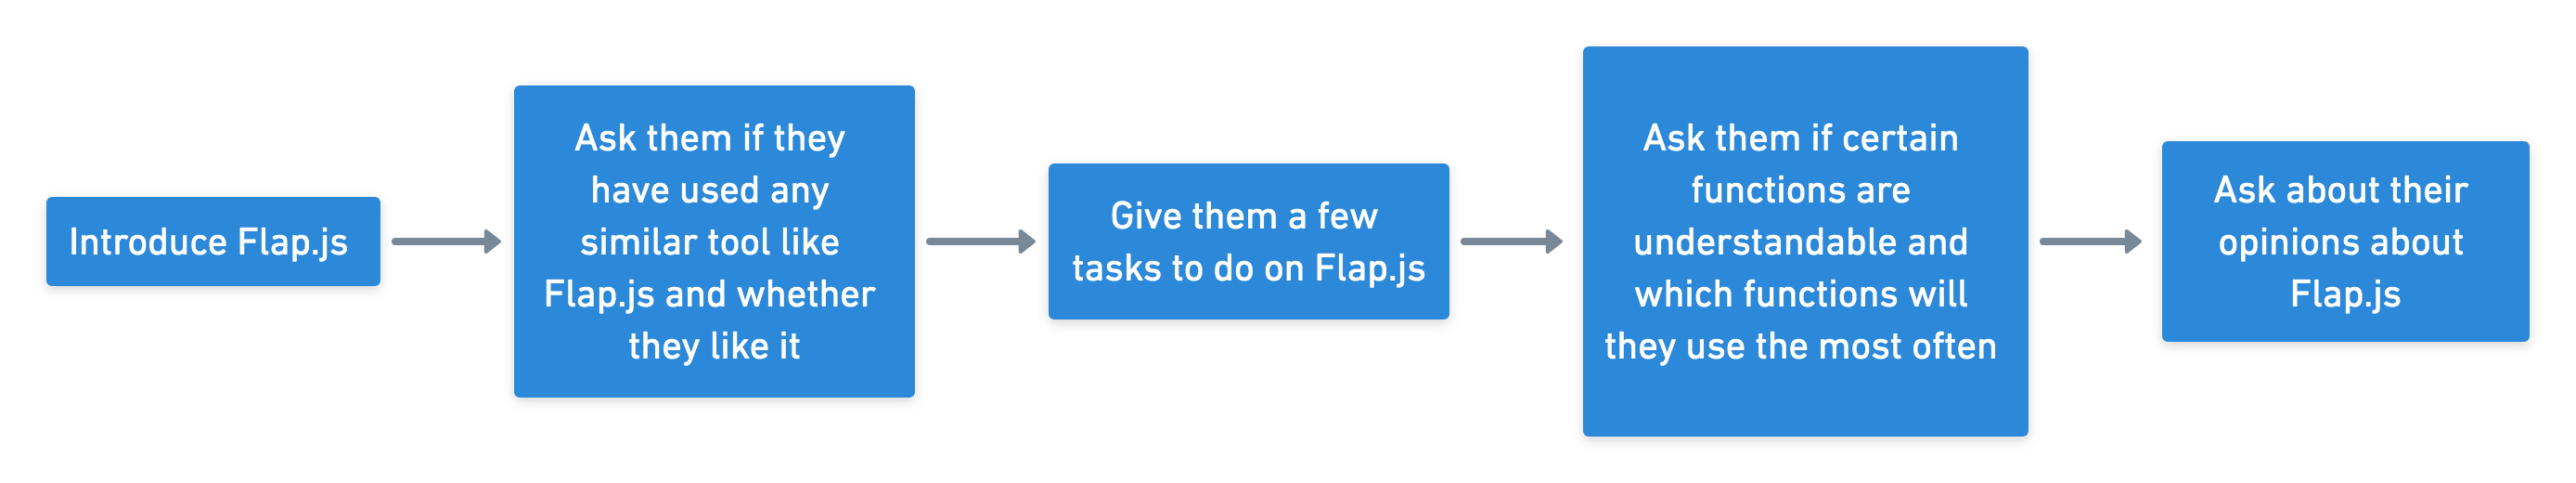 Introduce Flap.js
Ask them if they
have used any
similar tool like
Flap.js and whether
they like it
Give them a few
tasks to do on Flap.js
Ask them if certain
functions are
understandable and
which functions will
they use the most often
Ask about their
opinions about
Flap.js